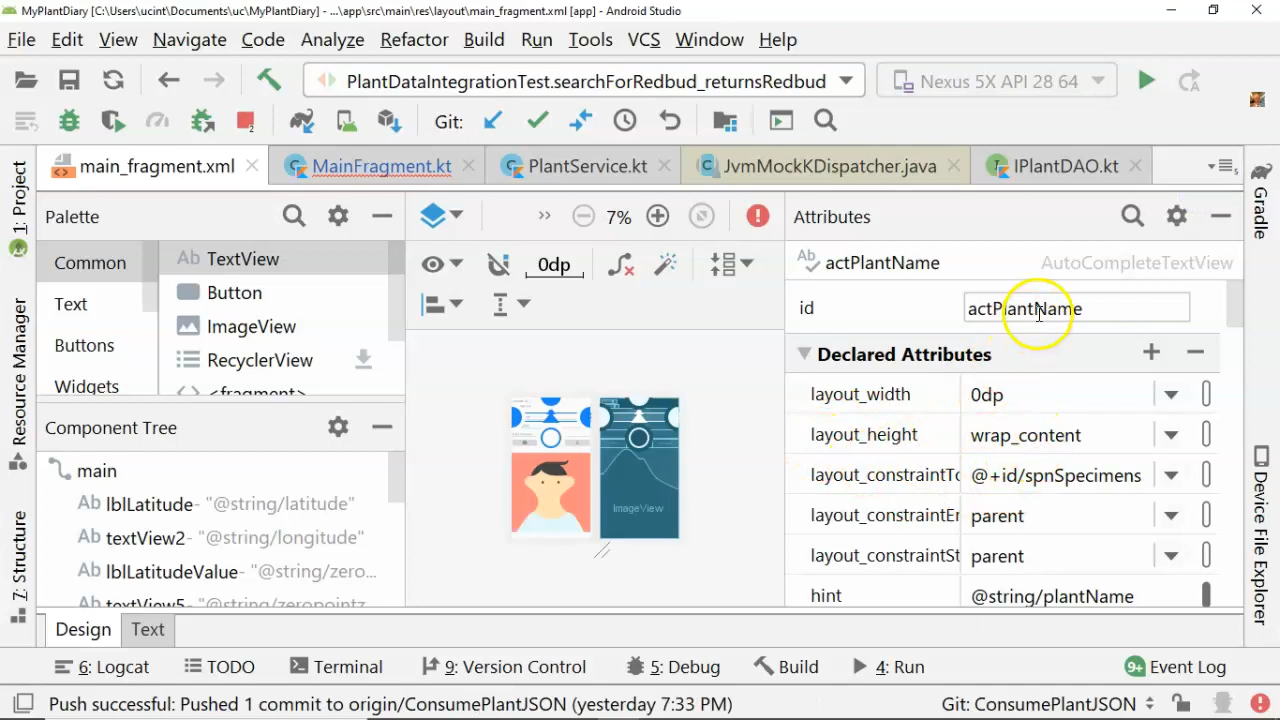 MyPlantDiary [C:\Users\ucint\Documents\uc\MyPlantDiary] - ...\app\src\main\res\layout\main_fragment.xml [app] - Android Studio
File Edit View Navigate Code Analyze Refactor Build Run Tools VCS Window Help
PlantDataIntegrationTest.searchForRedbud_returnsRedbud Nexus 5X API 28 64
2 Git:
main_fragment.xml MainFragment.kt PlantService.kt JvmMockKDispatcher.java IPlantDAO.kt
1: Project
Resource Manager
7: Structure
Palette
Common
Text
Buttons
Widgets
Ab TextView
Button
ImageView
RecyclerView
<fragment>
Component Tree
main
Ab lblLatitude- "@string/latitude"
Ab textView2- "@string/longitude"
Ab lblLatitudeValue- "@string/zero...
Ab textView5- "@string/zeropointz...
7%
0dp
ImageView
Attributes
Ab actPlantName AutoCompleteTextView
id actPlantName
Declared Attributes
layout_width 0dp
layout_height wrap_content
layout_constraintTo @+id/spnSpecimens
layout_constraintEn parent
layout_constraintSt parent
hint @string/plantName
Gradle
Device File Explorer
Design Text
6: Logcat TODO Terminal 9: Version Control 5: Debug Build 4: Run 9+ Event Log
Push successful: Pushed 1 commit to origin/ConsumePlantJSON (yesterday 7:33 PM) Git: ConsumePlantJSON